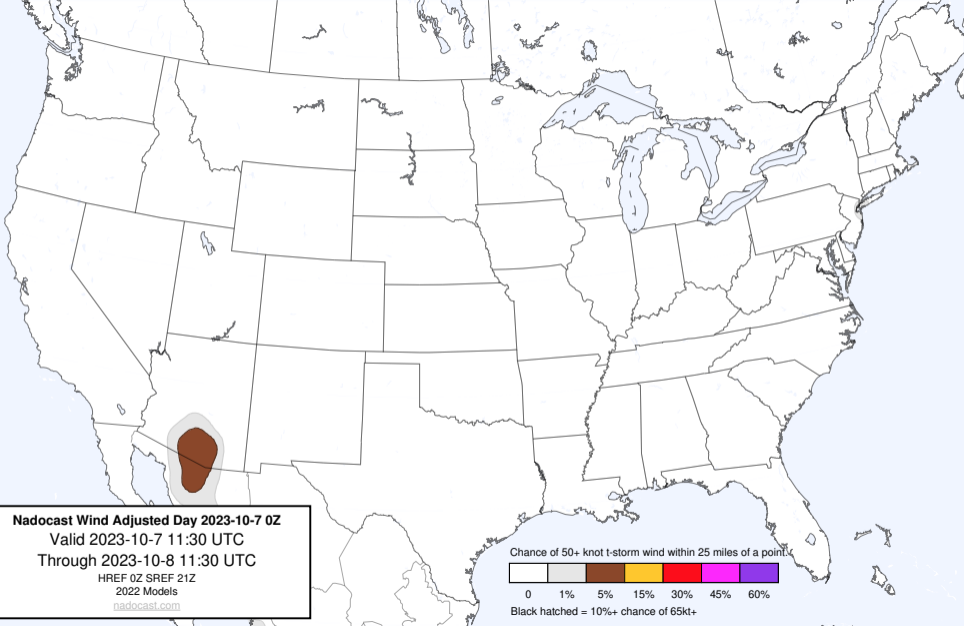 Nadocast Wind Adjusted Day 2023-10-7 0Z
Valid 2023-10-7 11:30 UTC
Through 2023-10-8 11:30 UTC
HREF 0Z SREF 21Z
2022 Models
nadocast.com
Chance of 50+ knot t-storm wind within 25 miles of a point.
0 1% 5% 15% 30% 45% 60%
Black hatched = 10%+ chance of 65kt+